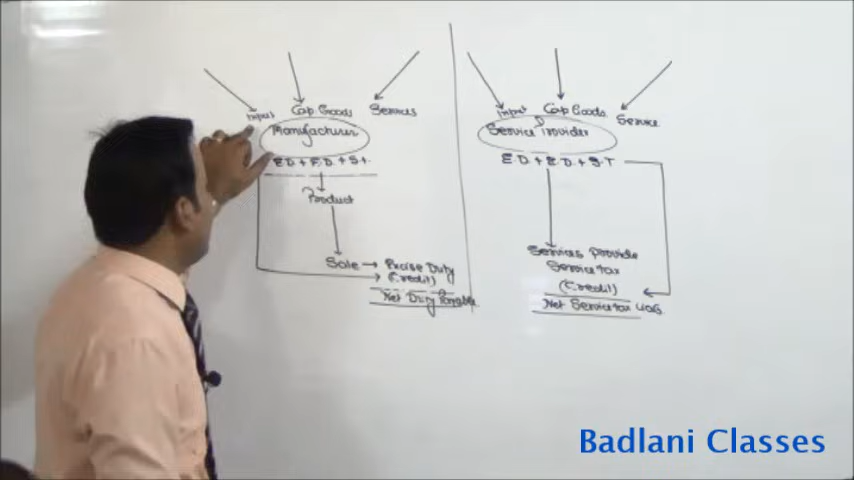 Input Cap Goods Services
Manufacturer
E.D. + E.D. + S.T.
Product
Sale → Excise Duty
(Credit)
Net Duty Payable
Input Cap Goods Service
Service Provider
E.D + E.D + S.T
Services Provide
Service tax
(Credit)
Net Service tax
Badlani Classes